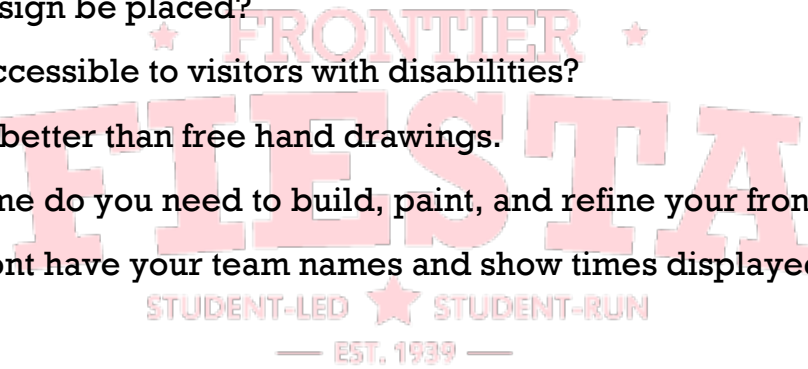 sign be placed?
FRONTIER
ccessible to visitors with disabilities?
better than free hand drawings.
FIESTA
me do you need to build, paint, and refine your fron
ont have your team names and show times displayed
STUDENT-LED STUDENT-RUN
EST. 1939